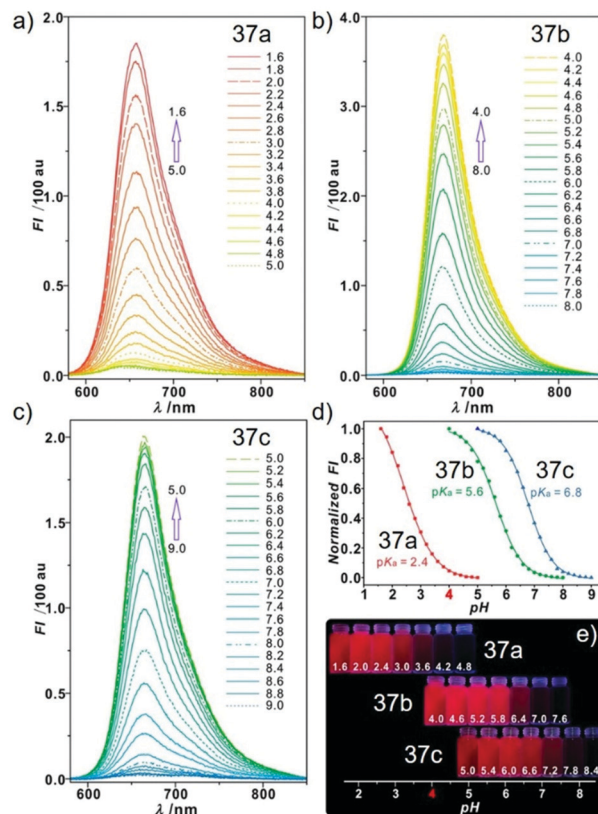 a)
37a
2.0
1.5
1.0
0.5
0.0
FI /100 au
1.6
5.0
1.6
1.8
2.0
2.2
2.4
2.6
2.8
3.0
3.2
3.4
3.6
3.8
4.0
4.2
4.4
4.6
4.8
5.0
600 700 800
λ /nm
b)
37b
4.0
3.0
2.0
1.0
0.0
FI /100 au
4.0
8.0
4.0
4.2
4.4
4.6
4.8
5.0
5.2
5.4
5.6
5.8
6.0
6.2
6.4
6.6
6.8
7.0
7.2
7.4
7.6
7.8
8.0
600 700 800
λ /nm
c)
37c
2.0
1.5
1.0
0.5
0.0
FI /100 au
5.0
9.0
5.0
5.2
5.4
5.6
5.8
6.0
6.2
6.4
6.6
6.8
7.0
7.2
7.4
7.6
7.8
8.0
8.2
8.4
8.6
8.8
9.0
600 700 800
λ /nm
d)
1.0
0.8
0.6
0.4
0.2
0.0
Normalized FI
37b
pKa = 5.6
37c
pKa = 6.8
37a
pKa = 2.4
2 3 4 5 6 7 8 9
pH
e)
1.6 2.0 2.4 3.0 3.6 4.2 4.8
37a
37b
4.0 4.6 5.2 5.8 6.4 7.0 7.6
37c
5.0 5.4 6.0 6.6 7.2 7.8 8.4
2 3 4 5 6 7 8
pH